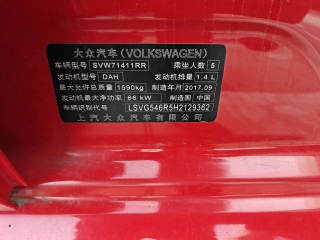 大众汽车(VOLKSWAGEN)
车辆型号 SVW71411RR 乘坐人数 5
发动机型号 DAH 发动机排量 1.4 L
最大允许总质量 1590kg 制造年月 2017.09
发动机最大净功率 66 kW 制造国 中国
车辆识别代号 LSVG546R5H2129362
上汽大众汽车有限公司制造